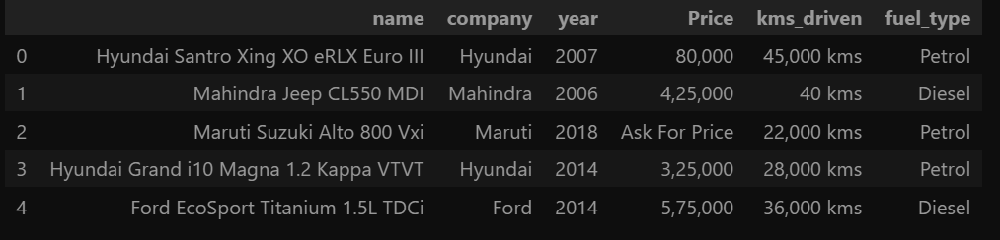 name company year Price kms_driven fuel_type
0 Hyundai Santro Xing XO eRLX Euro III Hyundai 2007 80,000 45,000 kms Petrol
1 Mahindra Jeep CL550 MDI Mahindra 2006 4,25,000 40 kms Diesel
2 Maruti Suzuki Alto 800 Vxi Maruti 2018 Ask For Price 22,000 kms Petrol
3 Hyundai Grand i10 Magna 1.2 Kappa VTVT Hyundai 2014 3,25,000 28,000 kms Petrol
4 Ford EcoSport Titanium 1.5L TDCi Ford 2014 5,75,000 36,000 kms Diesel